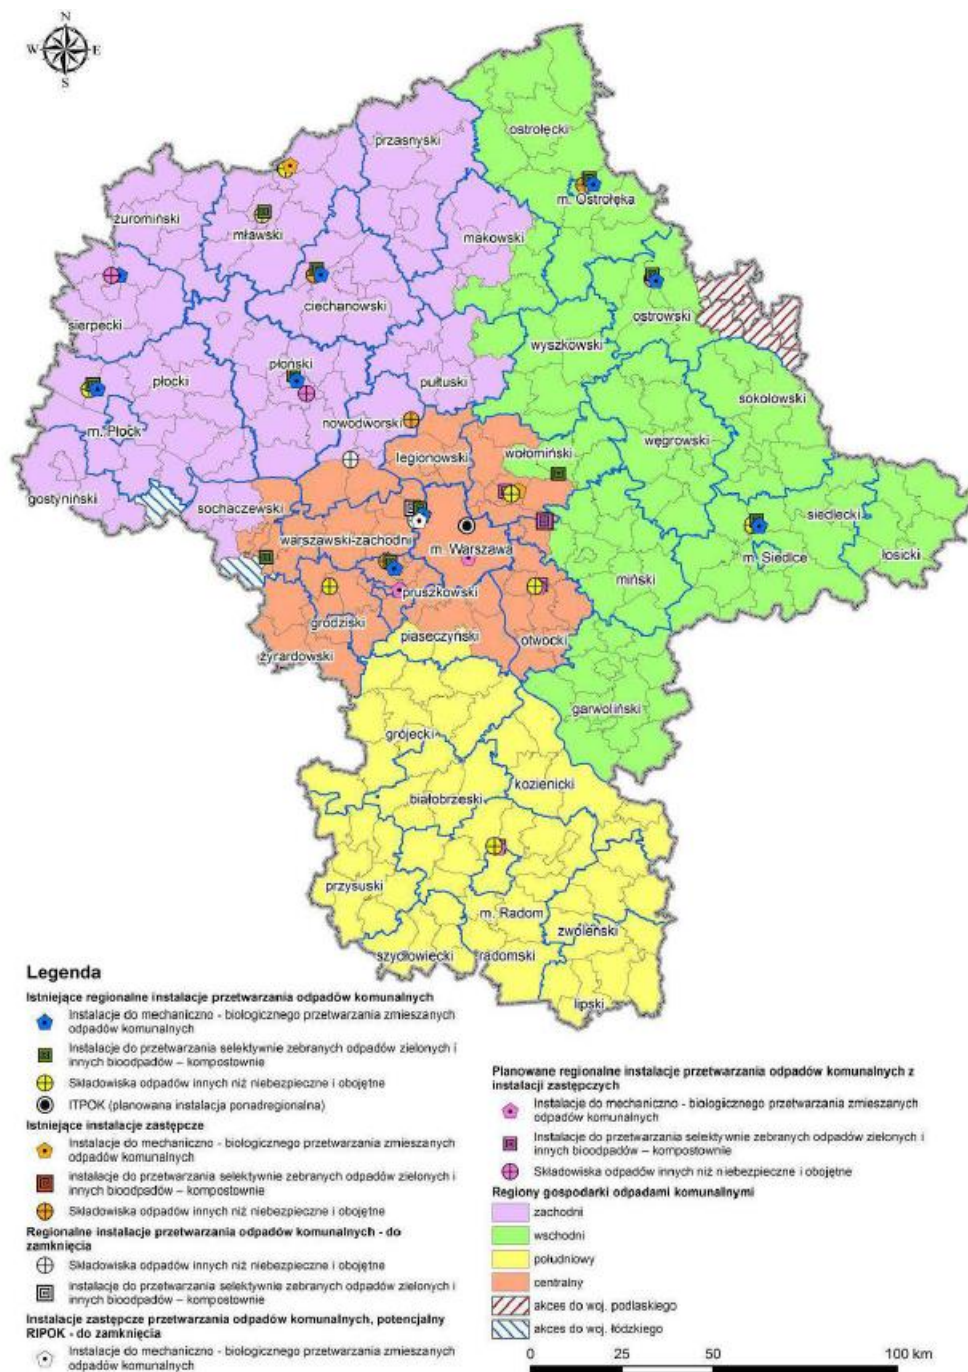 N
W E
S
ostrołęcki
przasnyski
m. Ostrołęka
żuromiński
mławski
makowski
ciechanowski
ostrowski
sierpecki
wyszkowski
płocki
płoński
pułtuski
sokołowski
m. Płock
nowodworski
węgrowski
legionowski
wołomiński
gostyniński
sochaczewski
siedlecki
warszawski-zachodni
m. Warszawa
m. Siedlce
łosicki
miński
pruszkowski
grodziski
piaseczyński
otwocki
żyrardowski
garwoliński
grójecki
kozienicki
białobrzeski
przysuski
m. Radom
zwoleński
szydłowiecki
radomski
lipski
Legenda
Istniejące regionalne instalacje przetwarzania odpadów komunalnych
Instalacje do mechaniczno - biologicznego przetwarzania zmieszanych
odpadów komunalnych
Instalacje do przetwarzania selektywnie zebranych odpadów zielonych i
innych bioodpadów – kompostownie
Składowiska odpadów innych niż niebezpieczne i obojętne
ITPOK (planowana instalacja ponadregionalna)
Istniejące instalacje zastępcze
Instalacje do mechaniczno - biologicznego przetwarzania zmieszanych
odpadów komunalnych
instalacje do przetwarzania selektywnie zebranych odpadów zielonych i
innych bioodpadów – kompostownie
Składowiska odpadów innych niż niebezpieczne i obojętne
Regionalne instalacje przetwarzania odpadów komunalnych - do
zamknięcia
Składowiska odpadów innych niż niebezpieczne i obojętne
instalacje do przetwarzania selektywnie zebranych odpadów zielonych i
innych bioodpadów – kompostownie
Instalacje zastępcze przetwarzania odpadów komunalnych, potencjalny
RIPOK - do zamknięcia
Instalacje do mechaniczno - biologicznego przetwarzania zmieszanych
odpadów komunalnych
Planowane regionalne instalacje przetwarzania odpadów komunalnych z
instalacji zastępczych
Instalacje do mechaniczno - biologicznego przetwarzania zmieszanych
odpadów komunalnych
Instalacje do przetwarzania selektywnie zebranych odpadów zielonych i
innych bioodpadów – kompostownie
Składowiska odpadów innych niż niebezpieczne i obojętne
Regiony gospodarki odpadami komunalnymi
zachodni
wschodni
południowy
centralny
akces do woj. podlaskiego
akces do woj. łódzkiego
0 25 50 100 km